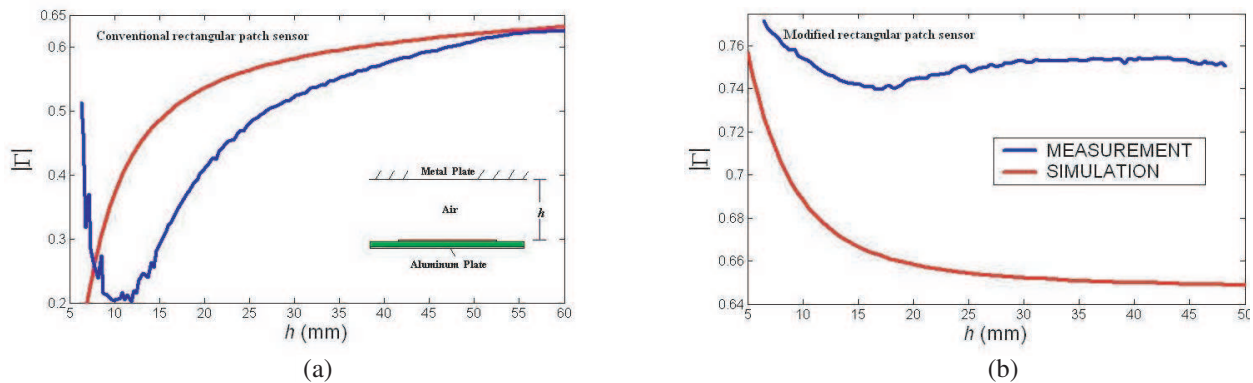 Conventional rectangular patch sensor
0.65
0.6
0.5
0.4
0.3
0.2
|Γ|
Metal Plate
Air
h
Aluminum Plate
5 10 15 20 25 30 35 40 45 50 55 60
h (mm)
(a)
Modified rectangular patch sensor
0.76
0.74
0.72
0.7
0.68
0.66
0.64
|Γ|
MEASUREMENT
SIMULATION
5 10 15 20 25 30 35 40 45 50
h (mm)
(b)